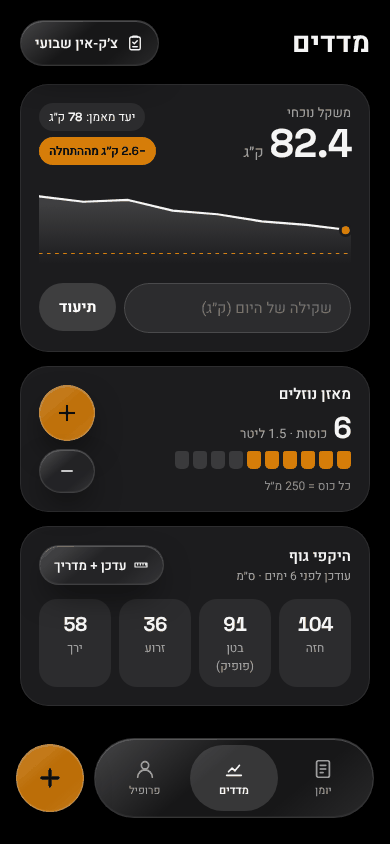 מדדים
צ׳ק-אין שבועי
משקל נוכחי
82.4 ק״ג
יעד מאמן: 78 ק״ג
−2.6 ק״ג מההתחלה
שקילה של היום (ק״ג)
תיעוד
מאזן נוזלים
6 כוסות · 1.5 ליטר
כל כוס = 250 מ״ל
+
−
היקפי גוף
עודכן לפני 6 ימים · ס״מ
עדכן + מדריך
104
חזה
91
בטן
(פופיק)
36
זרוע
58
ירך
יומן
מדדים
פרופיל
+